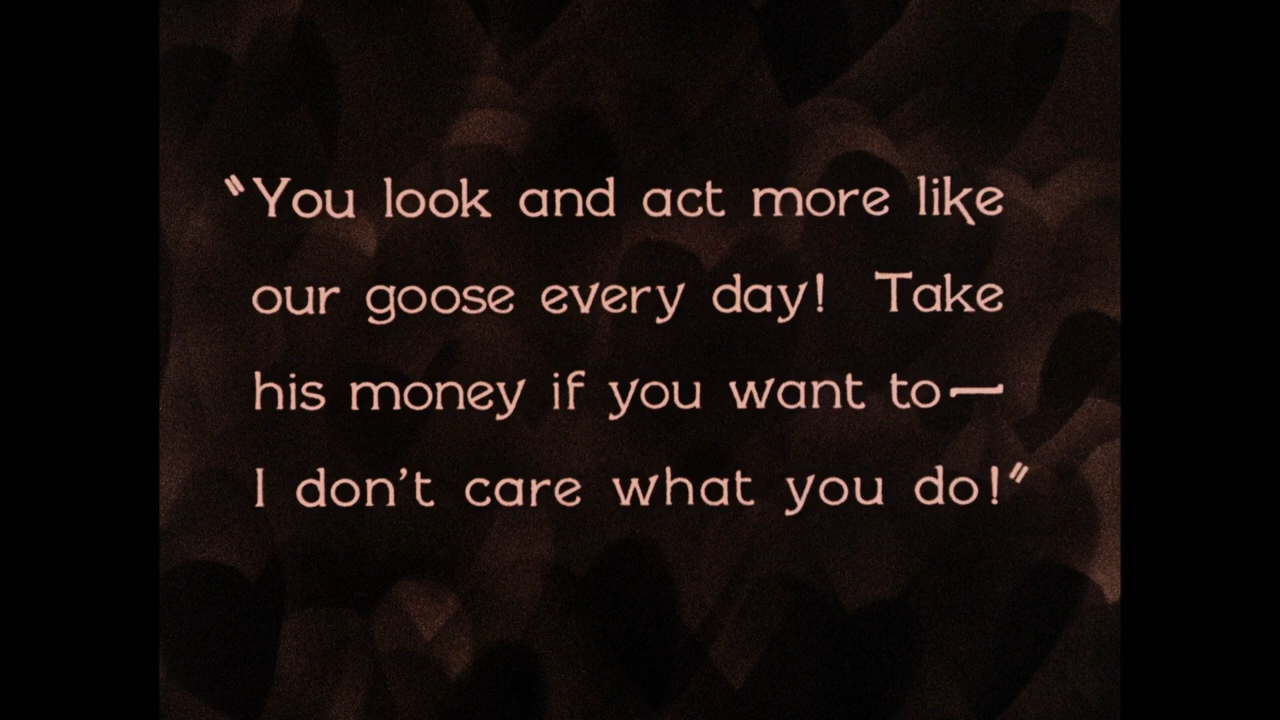 "You look and act more like
our goose every day! Take
his money if you want to—
I don't care what you do!"